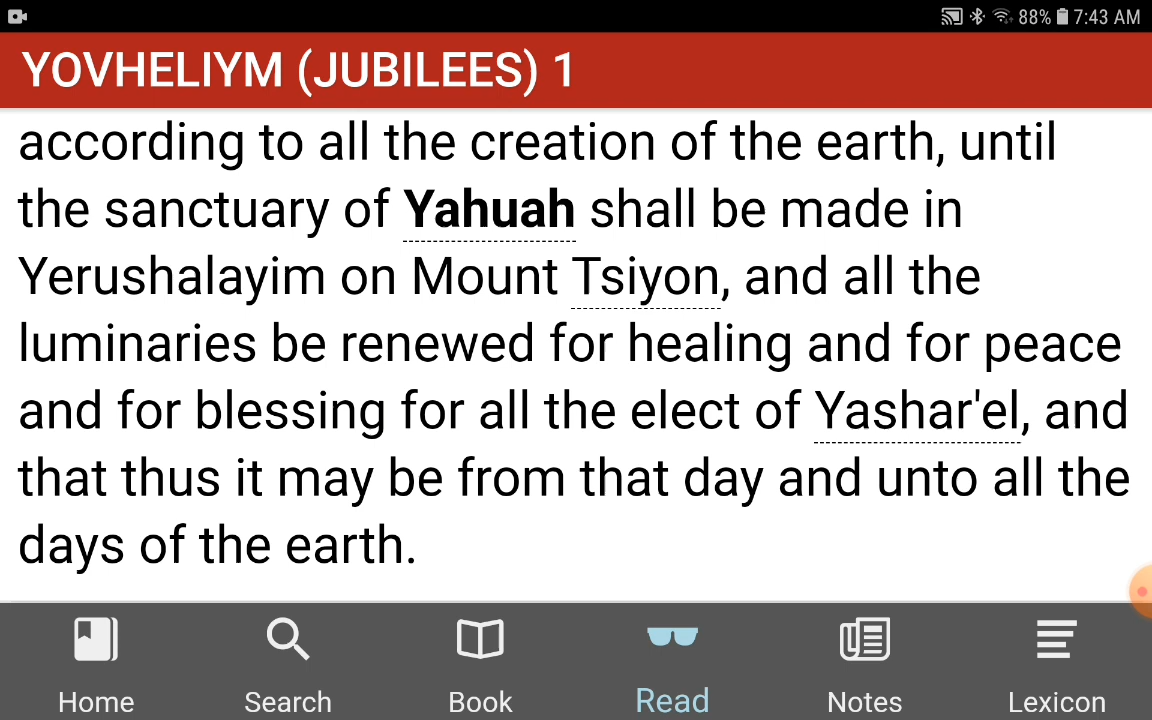 88% 7:43 AM
YOVHELIYM (JUBILEES) 1
according to all the creation of the earth, until
the sanctuary of Yahuah shall be made in
Yerushalayim on Mount Tsiyon, and all the
luminaries be renewed for healing and for peace
and for blessing for all the elect of Yashar'el, and
that thus it may be from that day and unto all the
days of the earth.
Home Search Book Read Notes Lexicon